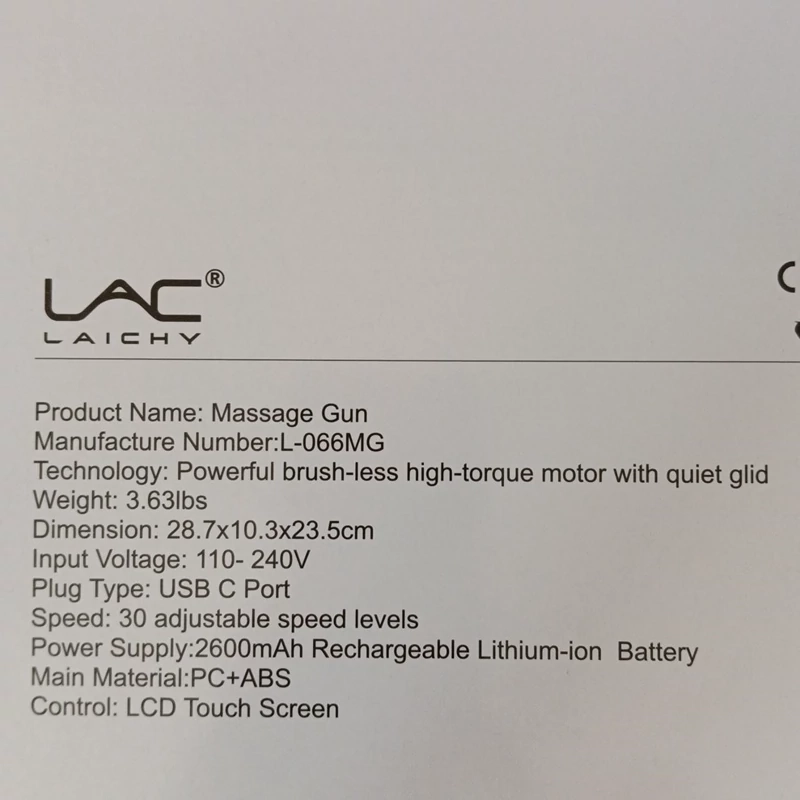 LAC®
LAICHY
Product Name: Massage Gun
Manufacture Number:L-066MG
Technology: Powerful brush-less high-torque motor with quiet glid
Weight: 3.63lbs
Dimension: 28.7x10.3x23.5cm
Input Voltage: 110- 240V
Plug Type: USB C Port
Speed: 30 adjustable speed levels
Power Supply:2600mAh Rechargeable Lithium-ion  Battery
Main Material:PC+ABS
Control: LCD Touch Screen